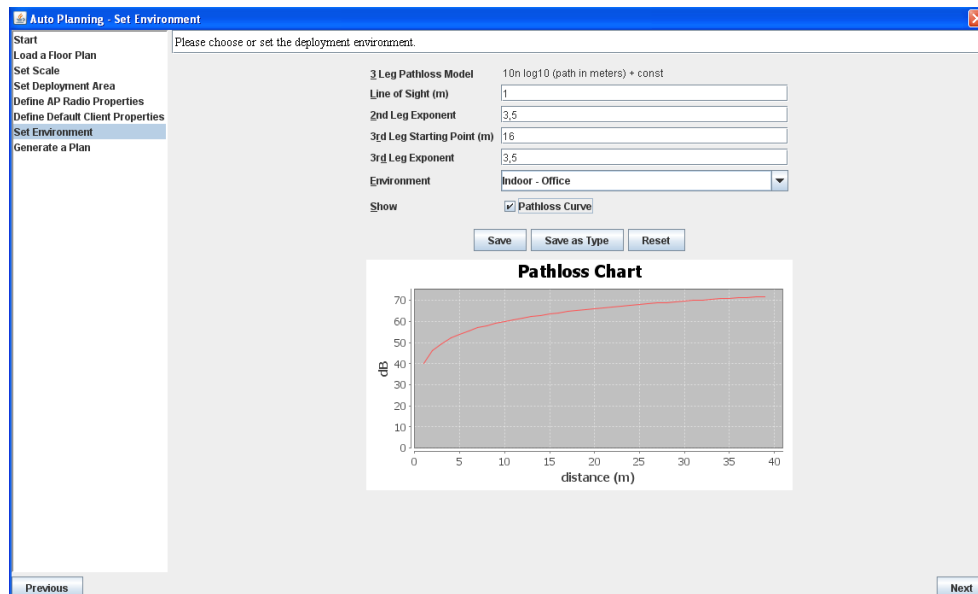 Auto Planning - Set Environment
Start
Load a Floor Plan
Set Scale
Set Deployment Area
Define AP Radio Properties
Define Default Client Properties
Set Environment
Generate a Plan
Please choose or set the deployment environment.
3 Leg Pathloss Model 10n log10 (path in meters) + const
Line of Sight (m) 1
2nd Leg Exponent 3,5
3rd Leg Starting Point (m) 16
3rd Leg Exponent 3,5
Environment Indoor - Office
Show Pathloss Curve
Save Save as Type Reset
Pathloss Chart
70
60
50
40
30
20
10
0
dB
0 5 10 15 20 25 30 35 40
distance (m)
Previous Next